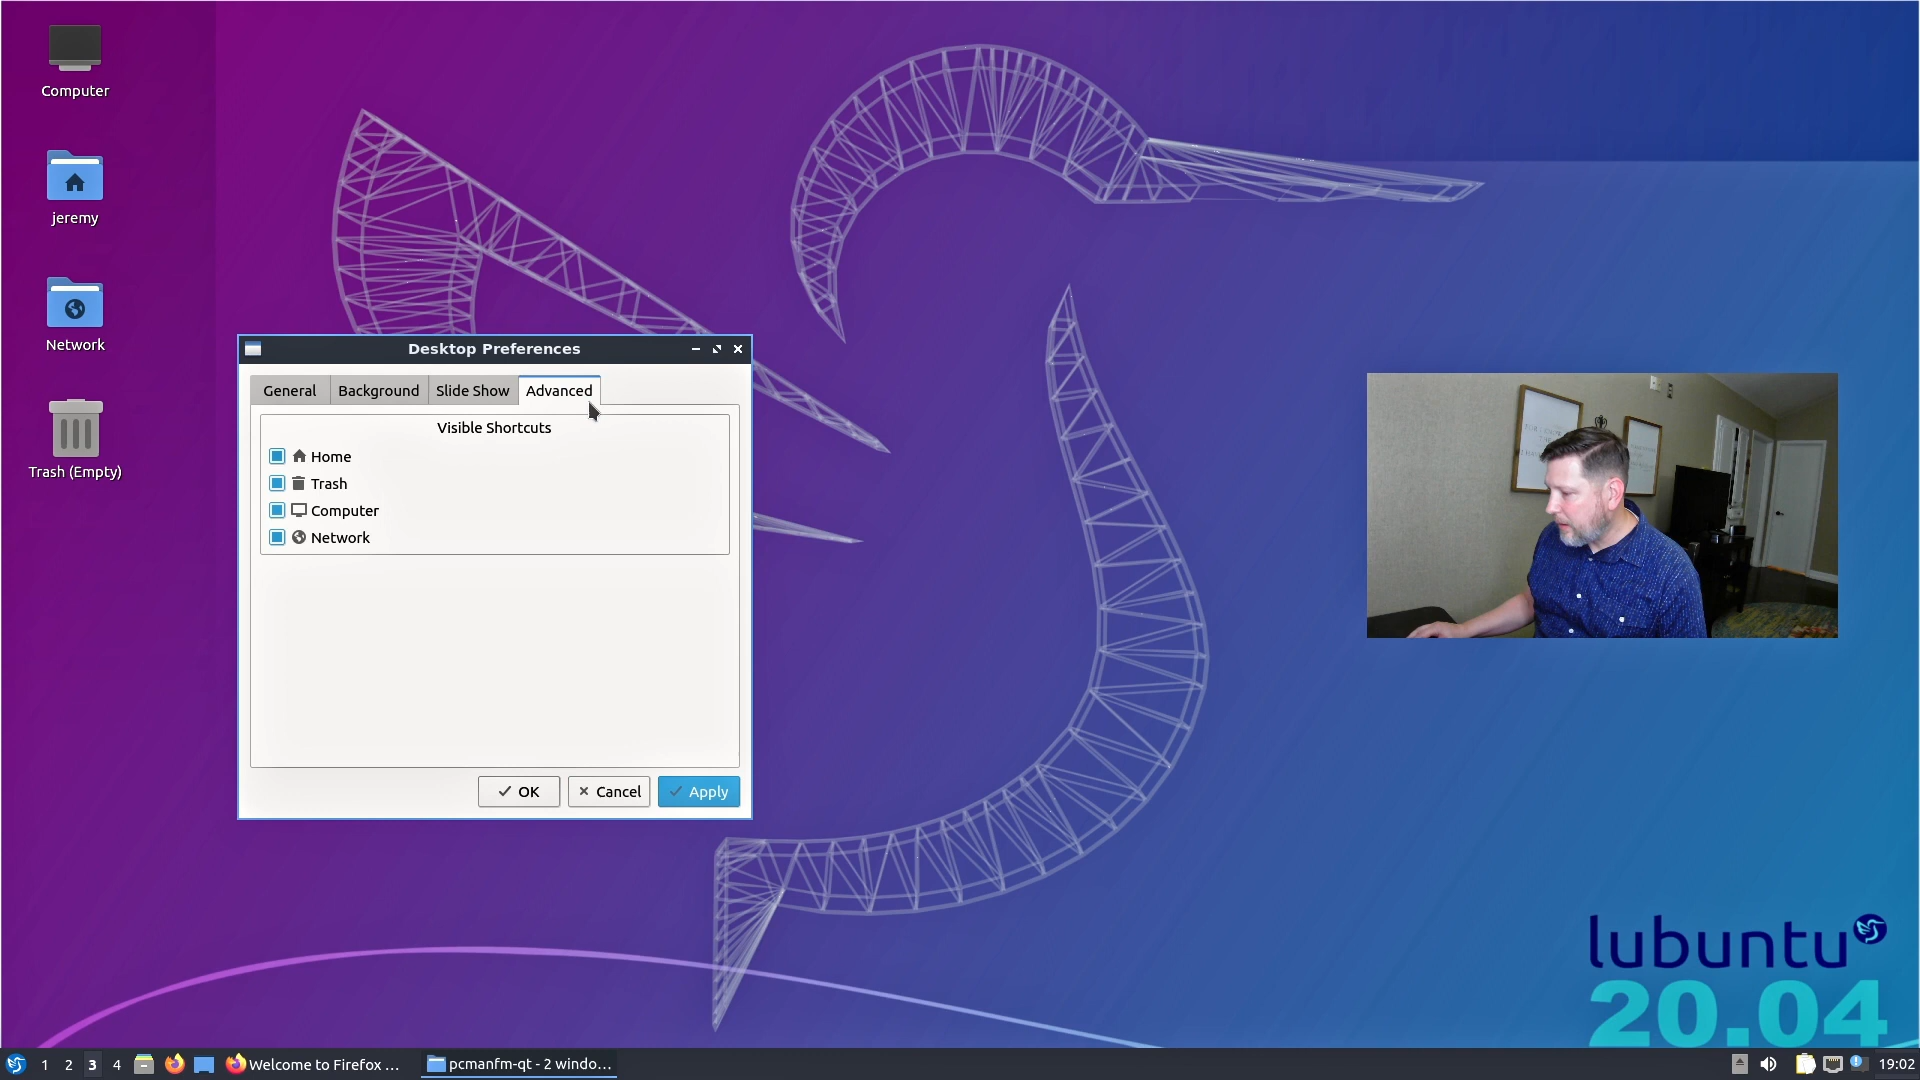 Computer
jeremy
Network
Trash (Empty)
Desktop Preferences
General Background Slide Show Advanced
Visible Shortcuts
Home
Trash
Computer
Network
OK Cancel Apply
lubuntu
20.04
1 2 3 4 Welcome to Firefox ... pcmanfm-qt - 2 windo... 19:02